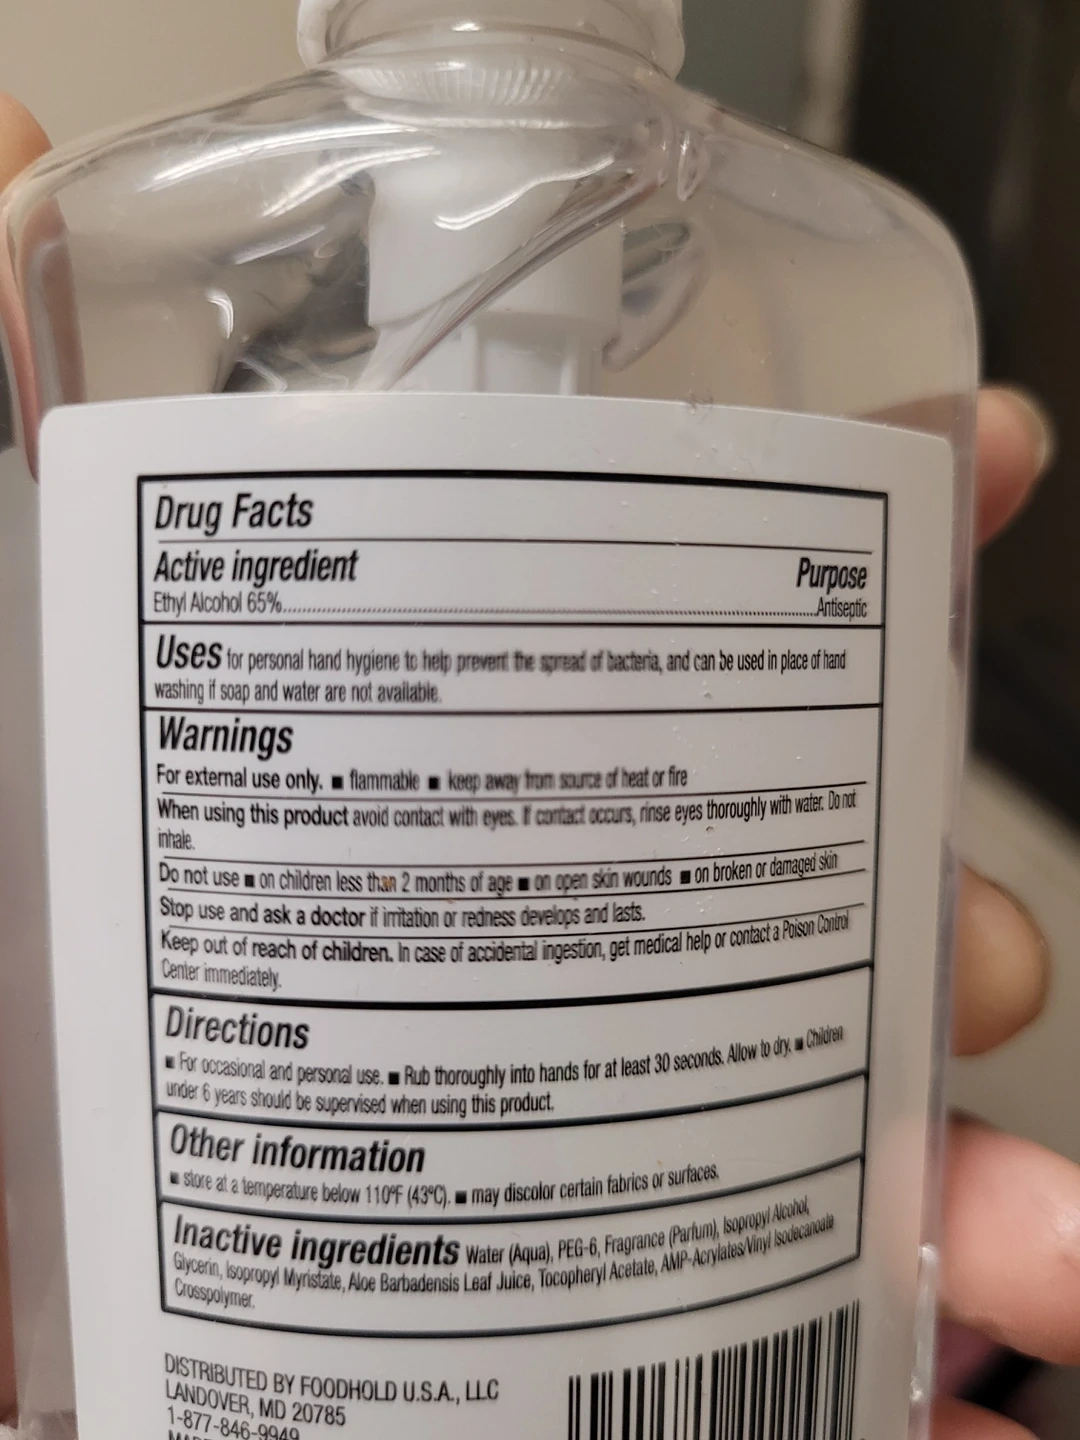 Drug Facts
Active ingredient Purpose
Ethyl Alcohol 65%..........................................................................Antiseptic
Uses for personal hand hygiene to help prevent the spread of bacteria, and can be used in place of hand
washing if soap and water are not available.
Warnings
For external use only. ■ flammable ■ keep away from source of heat or fire
When using this product avoid contact with eyes. If contact occurs, rinse eyes thoroughly with water. Do not
inhale.
Do not use ■ on children less than 2 months of age ■ on open skin wounds ■ on broken or damaged skin
Stop use and ask a doctor if irritation or redness develops and lasts.
Keep out of reach of children. In case of accidental ingestion, get medical help or contact a Poison Control
Center immediately.
Directions
■ For occasional and personal use. ■ Rub thoroughly into hands for at least 30 seconds. Allow to dry. ■ Children
under 6 years should be supervised when using this product.
Other information
■ store at a temperature below 110°F (43°C). ■ may discolor certain fabrics or surfaces.
Inactive ingredients Water (Aqua), PEG-6, Fragrance (Parfum), Isopropyl Alcohol,
Glycerin, Isopropyl Myristate, Aloe Barbadensis Leaf Juice, Tocopheryl Acetate, AMP-Acrylates/Vinyl Isodecanoate
Crosspolymer.
DISTRIBUTED BY FOODHOLD U.S.A., LLC
LANDOVER, MD 20785
1-877-846-9949